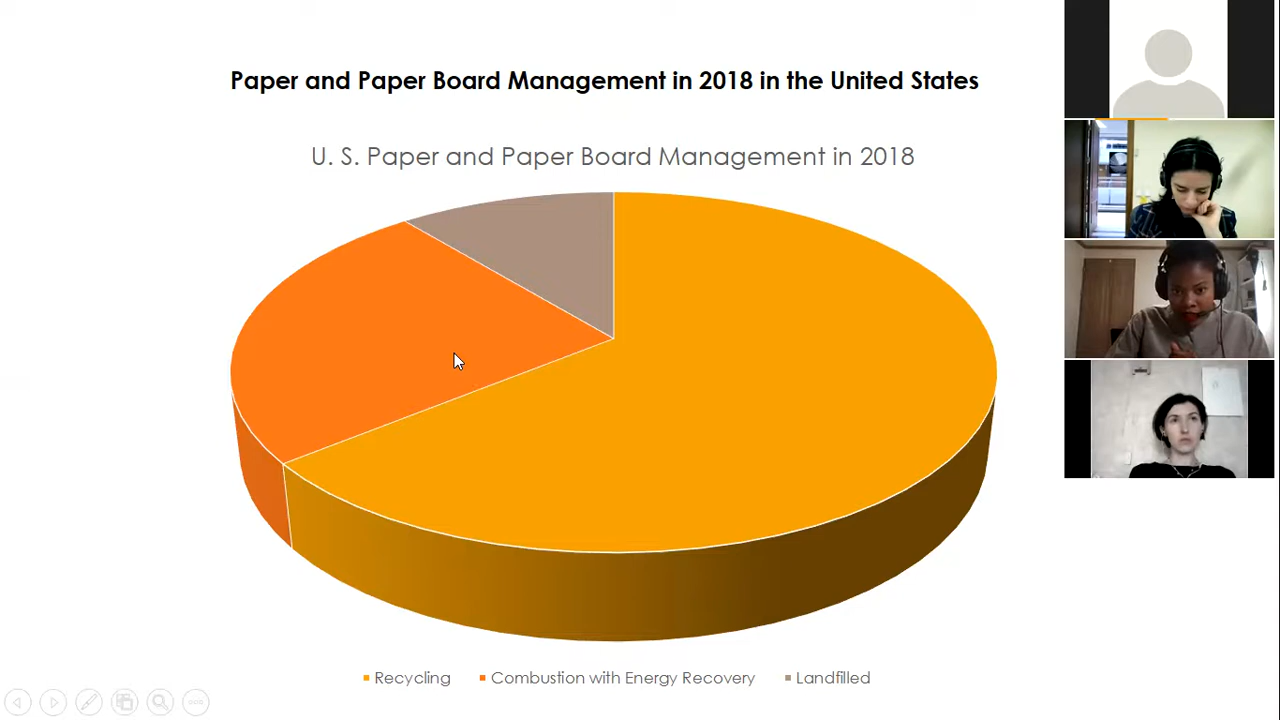 Paper and Paper Board Management in 2018 in the United States
U. S. Paper and Paper Board Management in 2018
Recycling Combustion with Energy Recovery Landfilled